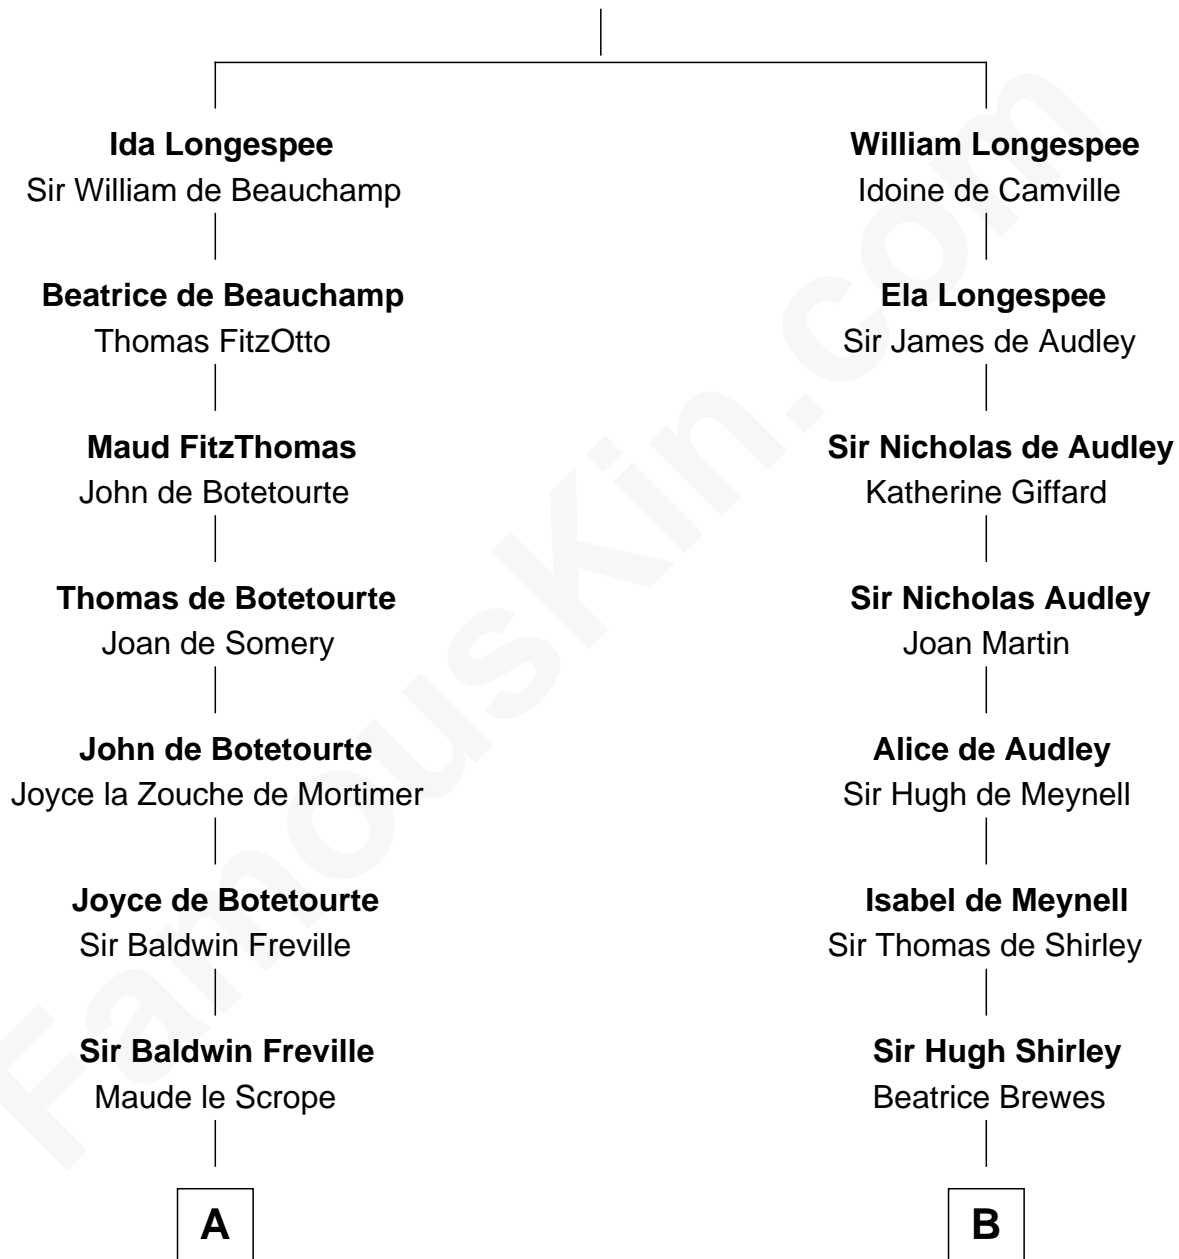 Ida Longespee
Sir William de Beauchamp
William Longespee
Idoine de Camville
Beatrice de Beauchamp
Thomas FitzOtto
Ela Longespee
Sir James de Audley
Maud FitzThomas
John de Botetourte
Sir Nicholas de Audley
Katherine Giffard
Thomas de Botetourte
Joan de Somery
Sir Nicholas Audley
Joan Martin
John de Botetourte
Joyce la Zouche de Mortimer
Alice de Audley
Sir Hugh de Meynell
Joyce de Botetourte
Sir Baldwin Freville
Isabel de Meynell
Sir Thomas de Shirley
Sir Baldwin Freville
Maude le Scrope
Sir Hugh Shirley
Beatrice Brewes
A
B
FamousKin.com